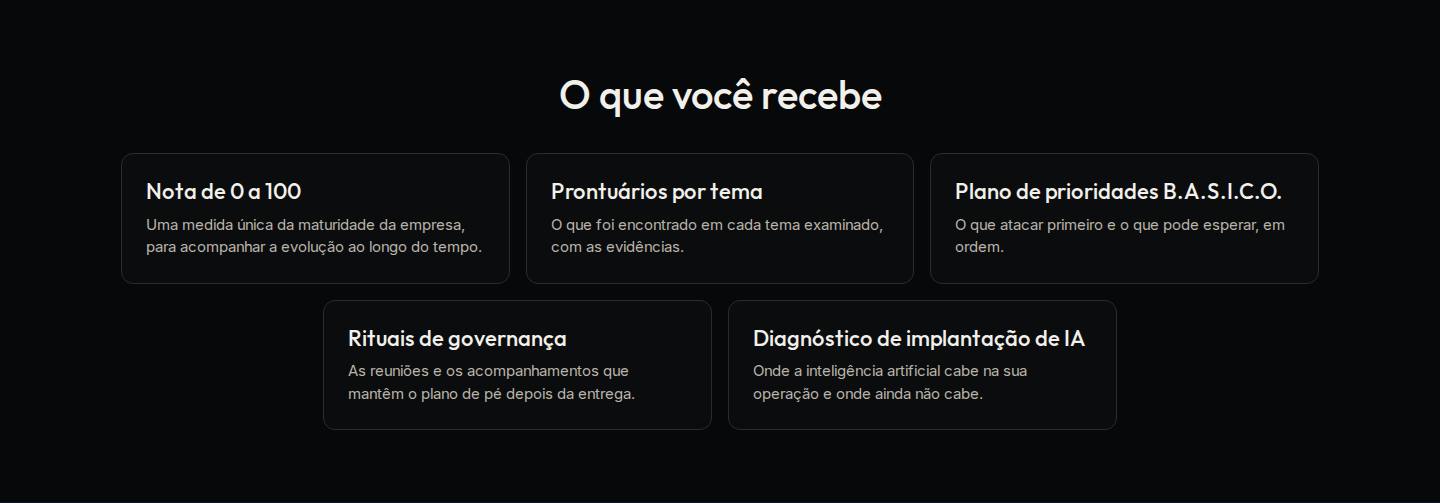 O que você recebe
Nota de 0 a 100
Uma medida única da maturidade da empresa,
para acompanhar a evolução ao longo do tempo.
Prontuários por tema
O que foi encontrado em cada tema examinado,
com as evidências.
Plano de prioridades B.A.S.I.C.O.
O que atacar primeiro e o que pode esperar, em
ordem.
Rituais de governança
As reuniões e os acompanhamentos que
mantêm o plano de pé depois da entrega.
Diagnóstico de implantação de IA
Onde a inteligência artificial cabe na sua
operação e onde ainda não cabe.